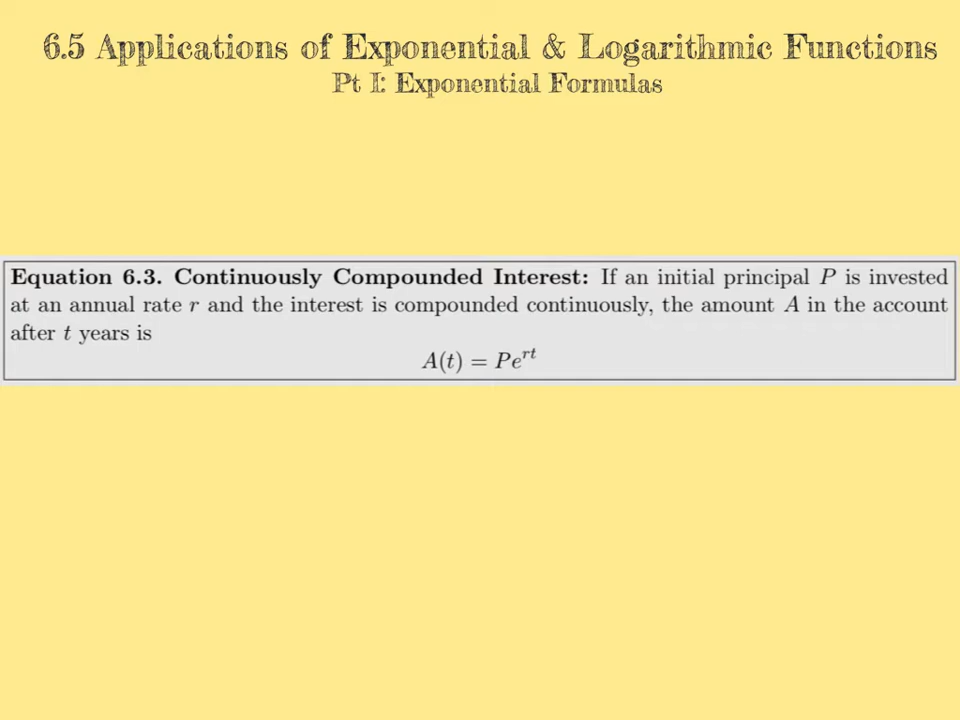 6.5 Applications of Exponential & Logarithmic Functions
Pt I: Exponential Formulas
Equation 6.3. Continuously Compounded Interest: If an initial principal P is invested
at an annual rate r and the interest is compounded continuously, the amount A in the account
after t years is
A(t) = Pe^{rt}